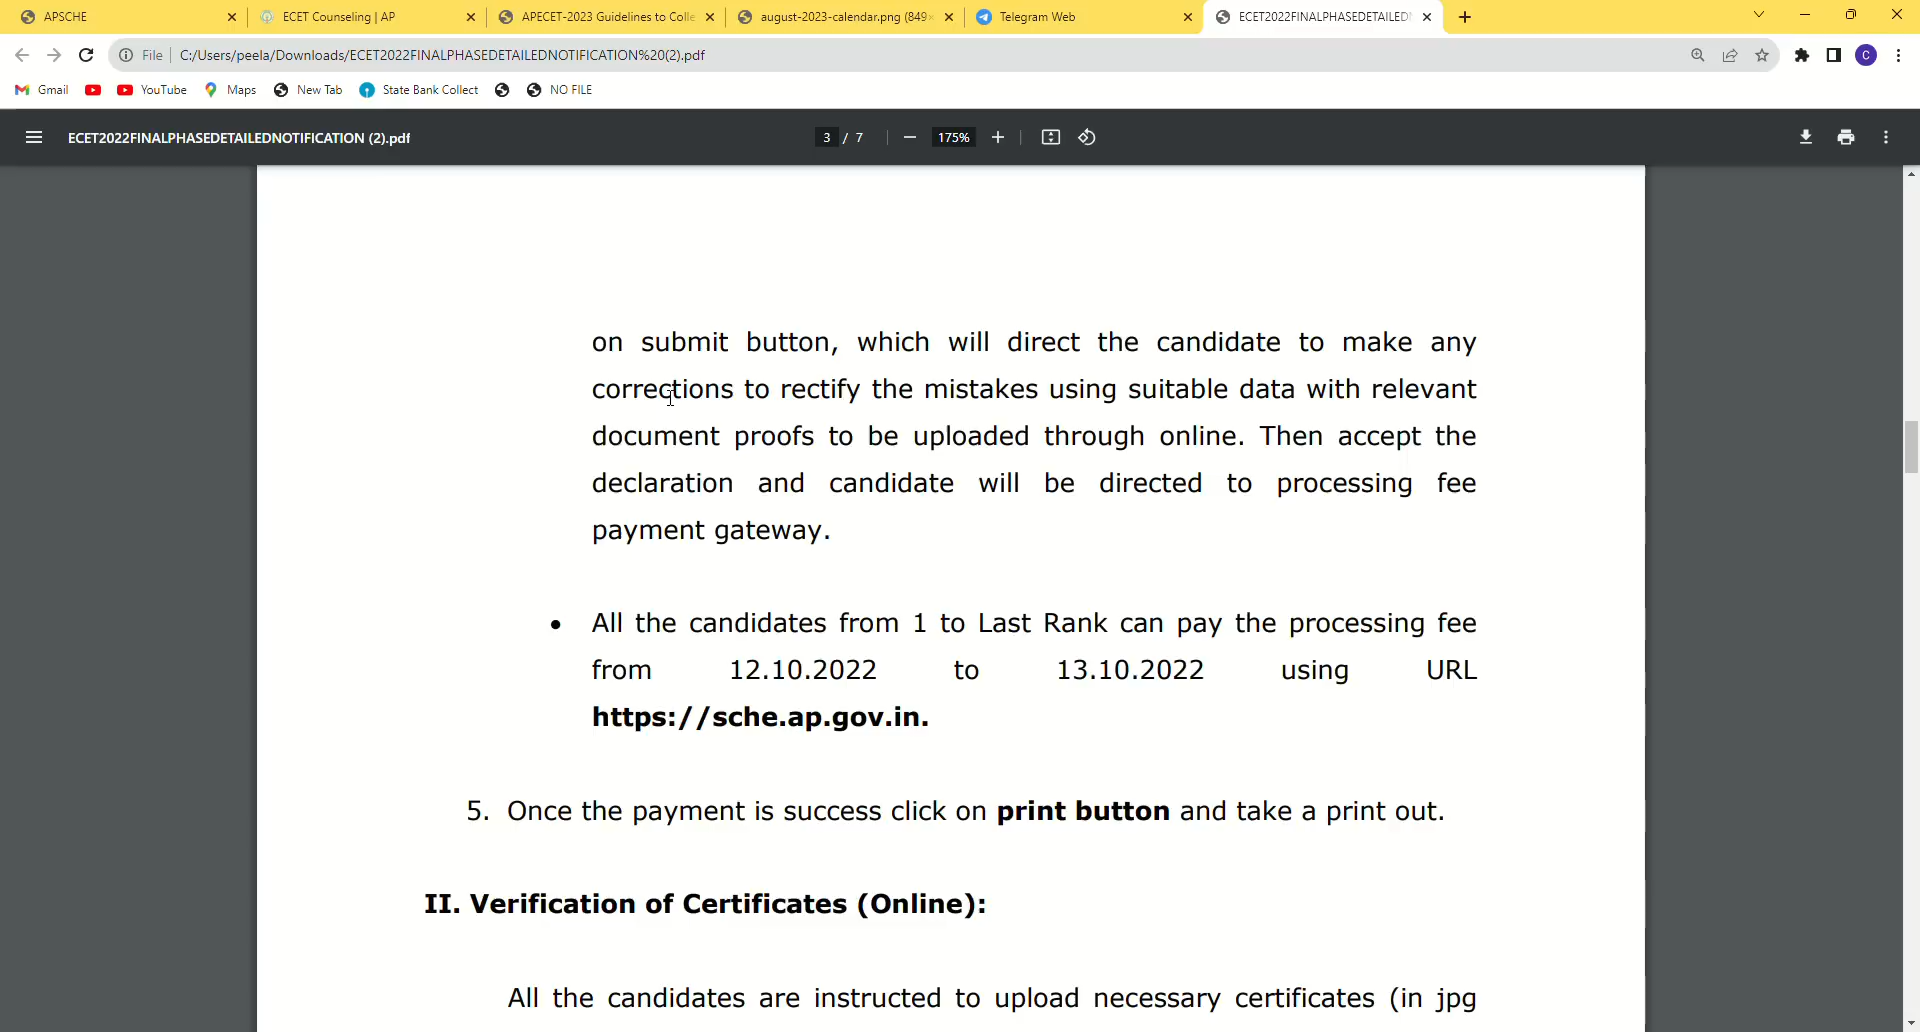 APSCHE
ECET Counseling | AP
APECET-2023 Guidelines to Colle
august-2023-calendar.png (849
Telegram Web
ECET2022FINALPHASEDETAILED
File
C:/Users/peela/Downloads/ECET2022FINALPHASEDETAILEDNOTIFICATION%20(2).pdf
C
Gmail
YouTube
Maps
New Tab
State Bank Collect
NO FILE
ECET2022FINALPHASEDETAILEDNOTIFICATION (2).pdf
3 / 7
175%
on submit button, which will direct the candidate to make any
corrections to rectify the mistakes using suitable data with relevant
document proofs to be uploaded through online. Then accept the
declaration and candidate will be directed to processing fee
payment gateway.
• All the candidates from 1 to Last Rank can pay the processing fee
from 12.10.2022 to 13.10.2022 using URL
https://sche.ap.gov.in.
5. Once the payment is success click on print button and take a print out.
II. Verification of Certificates (Online):
All the candidates are instructed to upload necessary certificates (in jpg